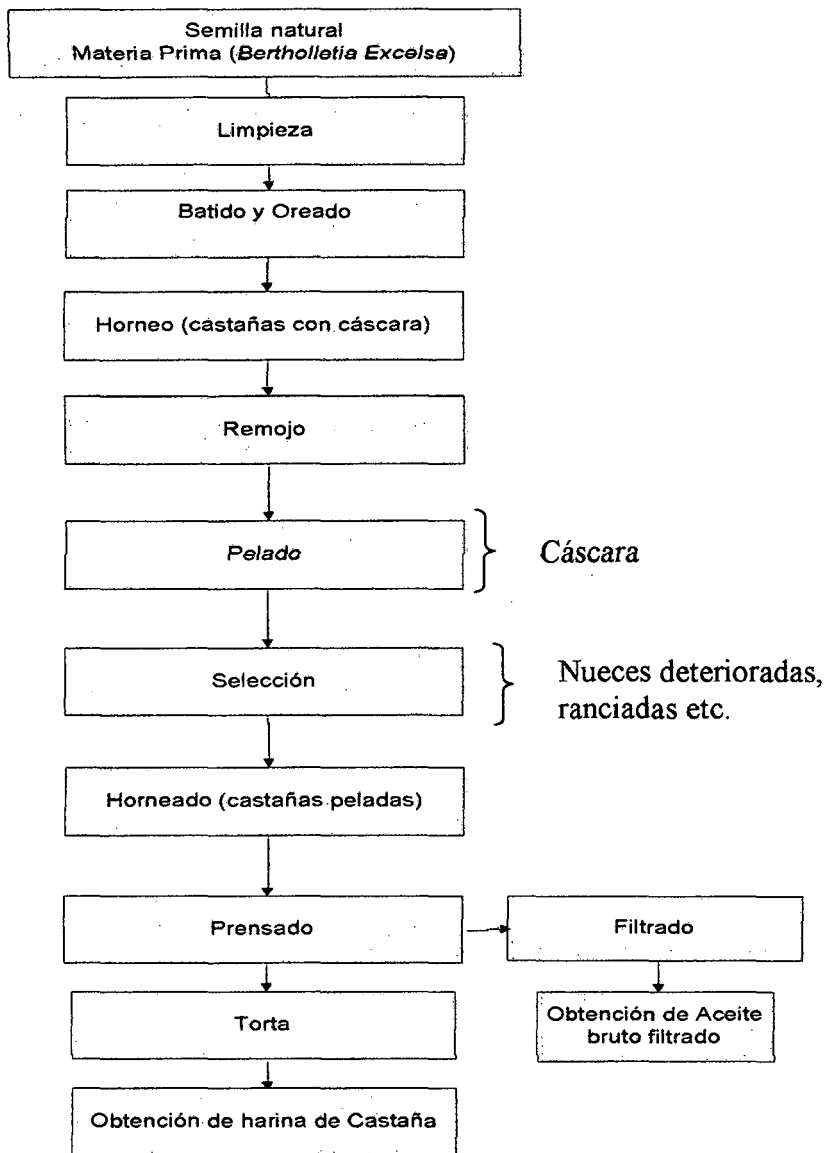 Semilla natural
Materia Prima (Bertholletia Excelsa)
Limpieza
Batido y Oreado
Horneo (castañas con cáscara)
Remojo
Pelado
Cáscara
Selección
Nueces deterioradas,
ranciadas etc.
Horneado (castañas peladas)
Prensado
Filtrado
Torta
Obtención de Aceite
bruto filtrado
Obtención de harina de Castaña